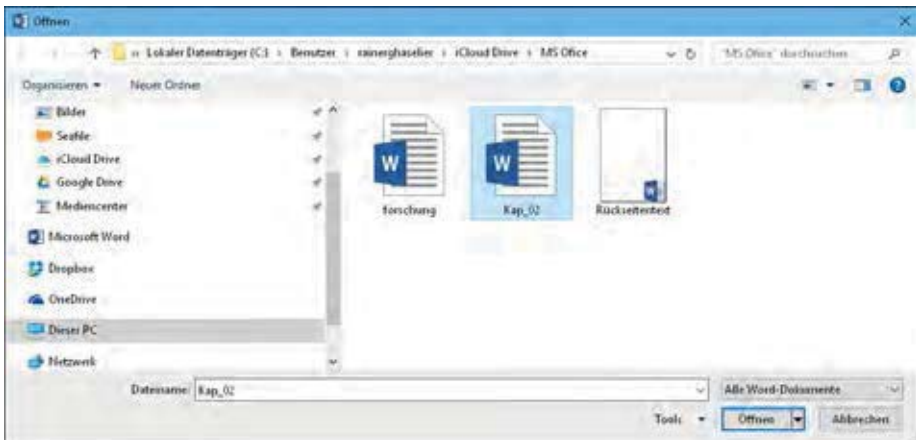 Öffnen
« Lokaler Datenträger (C:) › Benutzer › rainerghaselier › iCloud Drive › MS Ofice
"MS Ofice" durchsuchen
Organisieren
Neuer Ordner
Bilder
Seafile
iCloud Drive
Google Drive
Mediencenter
Microsoft Word
Dropbox
OneDrive
Dieser PC
Netzwerk
forschung
Kap_02
Rückseitentext
Dateiname: Kap_02
Alle Word-Dokumente
Tools
Öffnen
Abbrechen